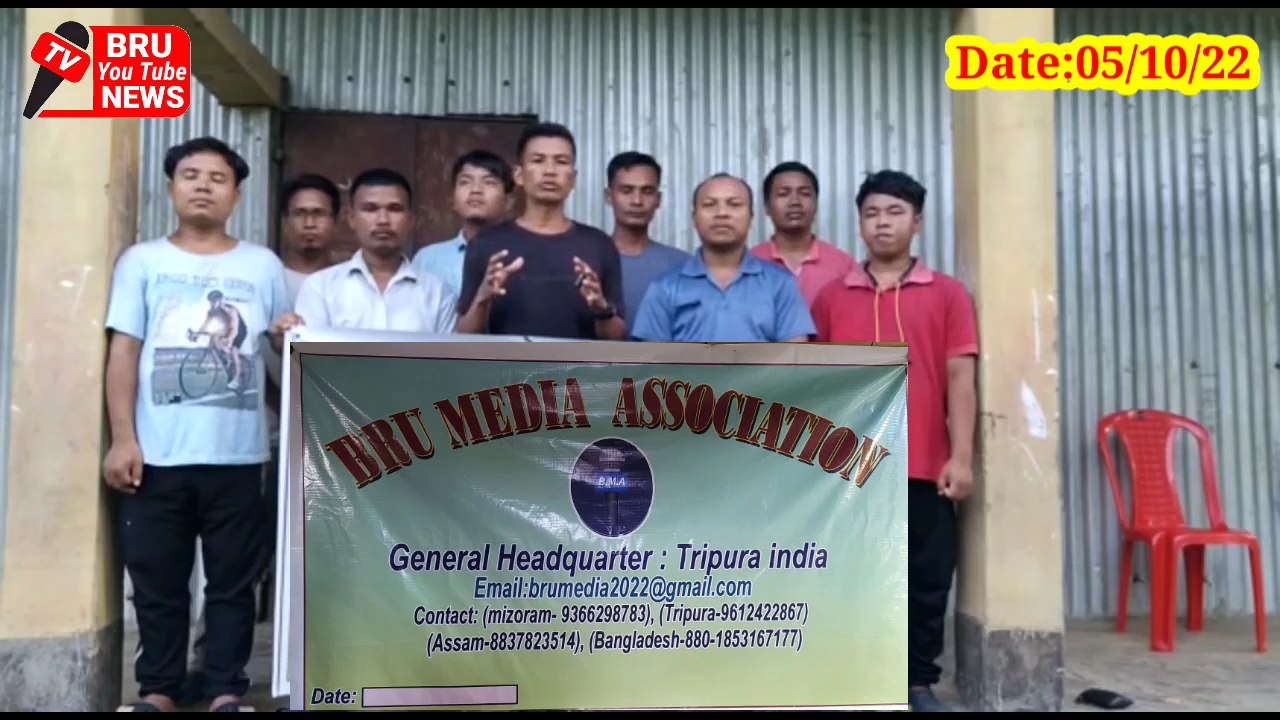 TV
BRU
You Tube
NEWS
Date:05/10/22
BRU MEDIA ASSOCIATION
B.M.A
General Headquarter : Tripura india
Email:brumedia2022@gmail.com
Contact: (mizoram- 9366298783), (Tripura-9612422867)
(Assam-8837823514), (Bangladesh-880-1853167177)
Date: